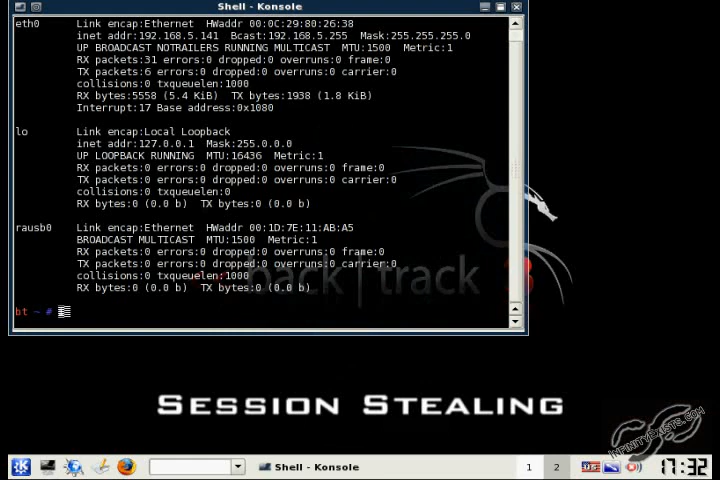 Shell - Konsole
eth0 Link encap:Ethernet HWaddr 00:0C:29:80:26:38
inet addr:192.168.5.141 Bcast:192.168.5.255 Mask:255.255.255.0
UP BROADCAST NOTRAILERS RUNNING MULTICAST MTU:1500 Metric:1
RX packets:31 errors:0 dropped:0 overruns:0 frame:0
TX packets:6 errors:0 dropped:0 overruns:0 carrier:0
collisions:0 txqueuelen:1000
RX bytes:5558 (5.4 KiB) TX bytes:1938 (1.8 KiB)
Interrupt:17 Base address:0x1080
lo Link encap:Local Loopback
inet addr:127.0.0.1 Mask:255.0.0.0
UP LOOPBACK RUNNING MTU:16436 Metric:1
RX packets:0 errors:0 dropped:0 overruns:0 frame:0
TX packets:0 errors:0 dropped:0 overruns:0 carrier:0
collisions:0 txqueuelen:0
RX bytes:0 (0.0 b) TX bytes:0 (0.0 b)
rausb0 Link encap:Ethernet HWaddr 00:1D:7E:11:AB:A5
BROADCAST MULTICAST MTU:1500 Metric:1
RX packets:0 errors:0 dropped:0 overruns:0 frame:0
TX packets:0 errors:0 dropped:0 overruns:0 carrier:0
collisions:0 txqueuelen:1000
RX bytes:0 (0.0 b) TX bytes:0 (0.0 b)
back | track 3
bt ~ #
Session Stealing
InfinityExists.com
Shell - Konsole
1 2
17:32